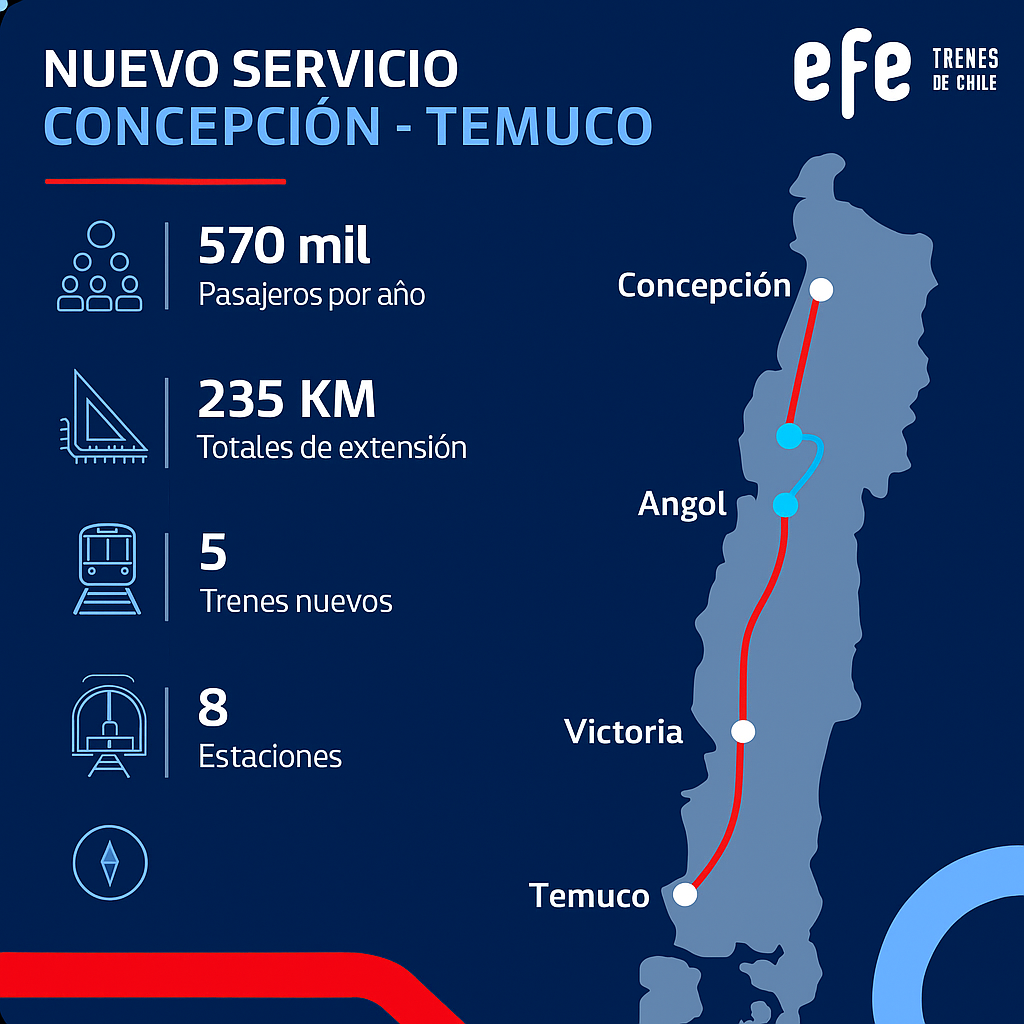 NUEVO SERVICIO
CONCEPCIÓN - TEMUCO
efe TRENES
DE CHILE
570 mil
Pasajeros por año
235 KM
Totales de extensión
5
Trenes nuevos
8
Estaciones
Concepción
Angol
Victoria
Temuco